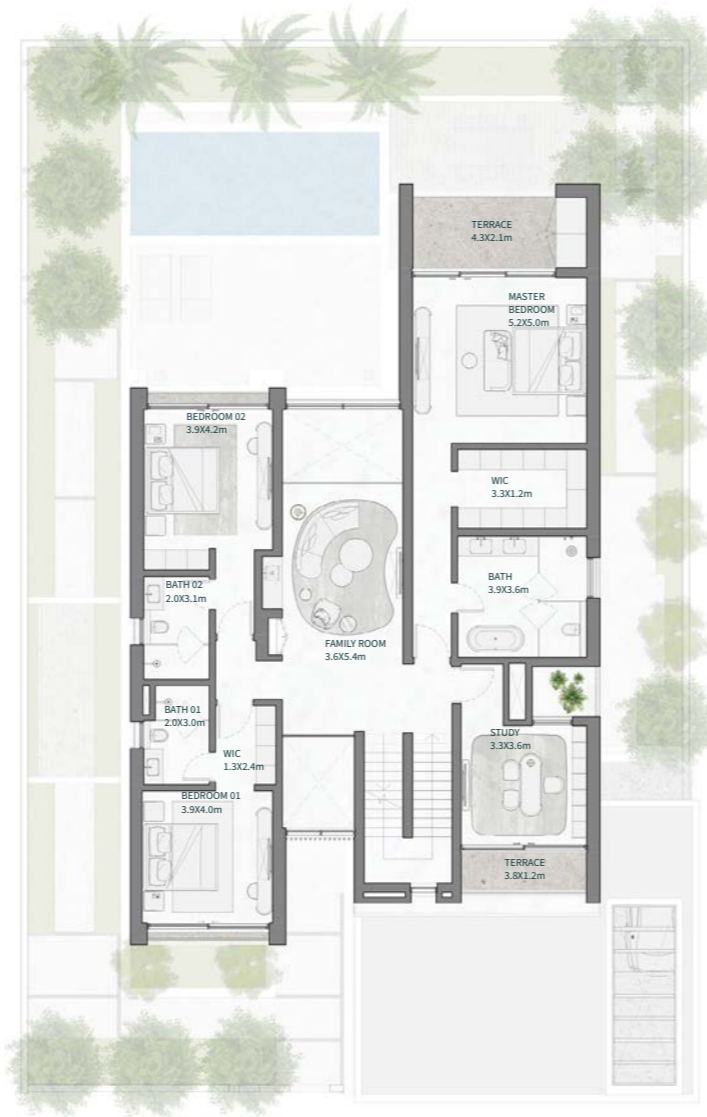 TERRACE
4.3X2.1m
MASTER
BEDROOM
5.2X5.0m
BEDROOM 02
3.9X4.2m
WIC
3.3X1.2m
BATH 02
2.0X3.1m
BATH
3.9X3.6m
FAMILY ROOM
3.6X5.4m
BATH 01
2.0X3.0m
WIC
1.3X2.4m
STUDY
3.3X3.6m
BEDROOM 01
3.9X4.0m
TERRACE
3.8X1.2m